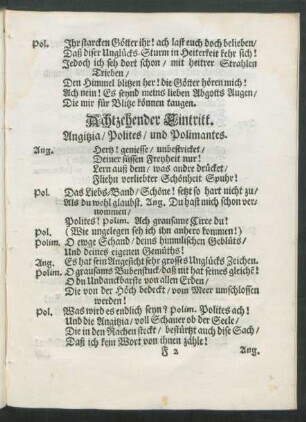 Pol. Ihr starcken Götter ihr! ach last euch doch belieben/
Daß diser Unglücks-Sturm in Heiterkeit kehr sich!
Jedoch ich seh dort schon/ mit heitrer Strahlen
Trieben/
Den Himmel blitzen her! die Götter hören mich!
Ach nein! Es seynd meins lieben Abgotts Augen/
Die mir für Blitze können taugen.
Achtzehender Eintritt.
Angizia/ Polites/ und Polimantes.
Ang. Hertz! geniesse/ unbestricket/
Deiner süssen Freyheit nur!
Lern auß dem/ was andre drücket/
Fliehn verliebter Schönheit Spuhr!
Pol. Das Liebs-Band/ Schöne! setzt so hart nicht zu/
Als du wohl glaubst. Ang. Du hast mich schon ver-
nommen/
Polites! Polim. Ach grausame Circe du!
Pol. (Wie ungelegen seh ich ihn anhero kommen!)
Polim. O ewge Schand/ deins himmlischen Geblüts/
Und deines eigenen Gemüths!
Ang. Es hat sein Angesicht sehr grosses Unglücks Zeichen.
Polim. O grausams Bubenstuck/ daß nit hat seines gleiche!
O du Undanckbarste von allen Erden/
Die von der Höch bedeckt/ vom Meer umschlossen
werden!
Pol. Was wird es endlich seyn? Polim. Polites ach!
Und die Angizia/ voll Schauer ob der Seele/
Die in den Rachen steckt/ bestürtzt auch dise Sach/
Daß ich kein Wort von ihnen zähle!
F 2 Ang.